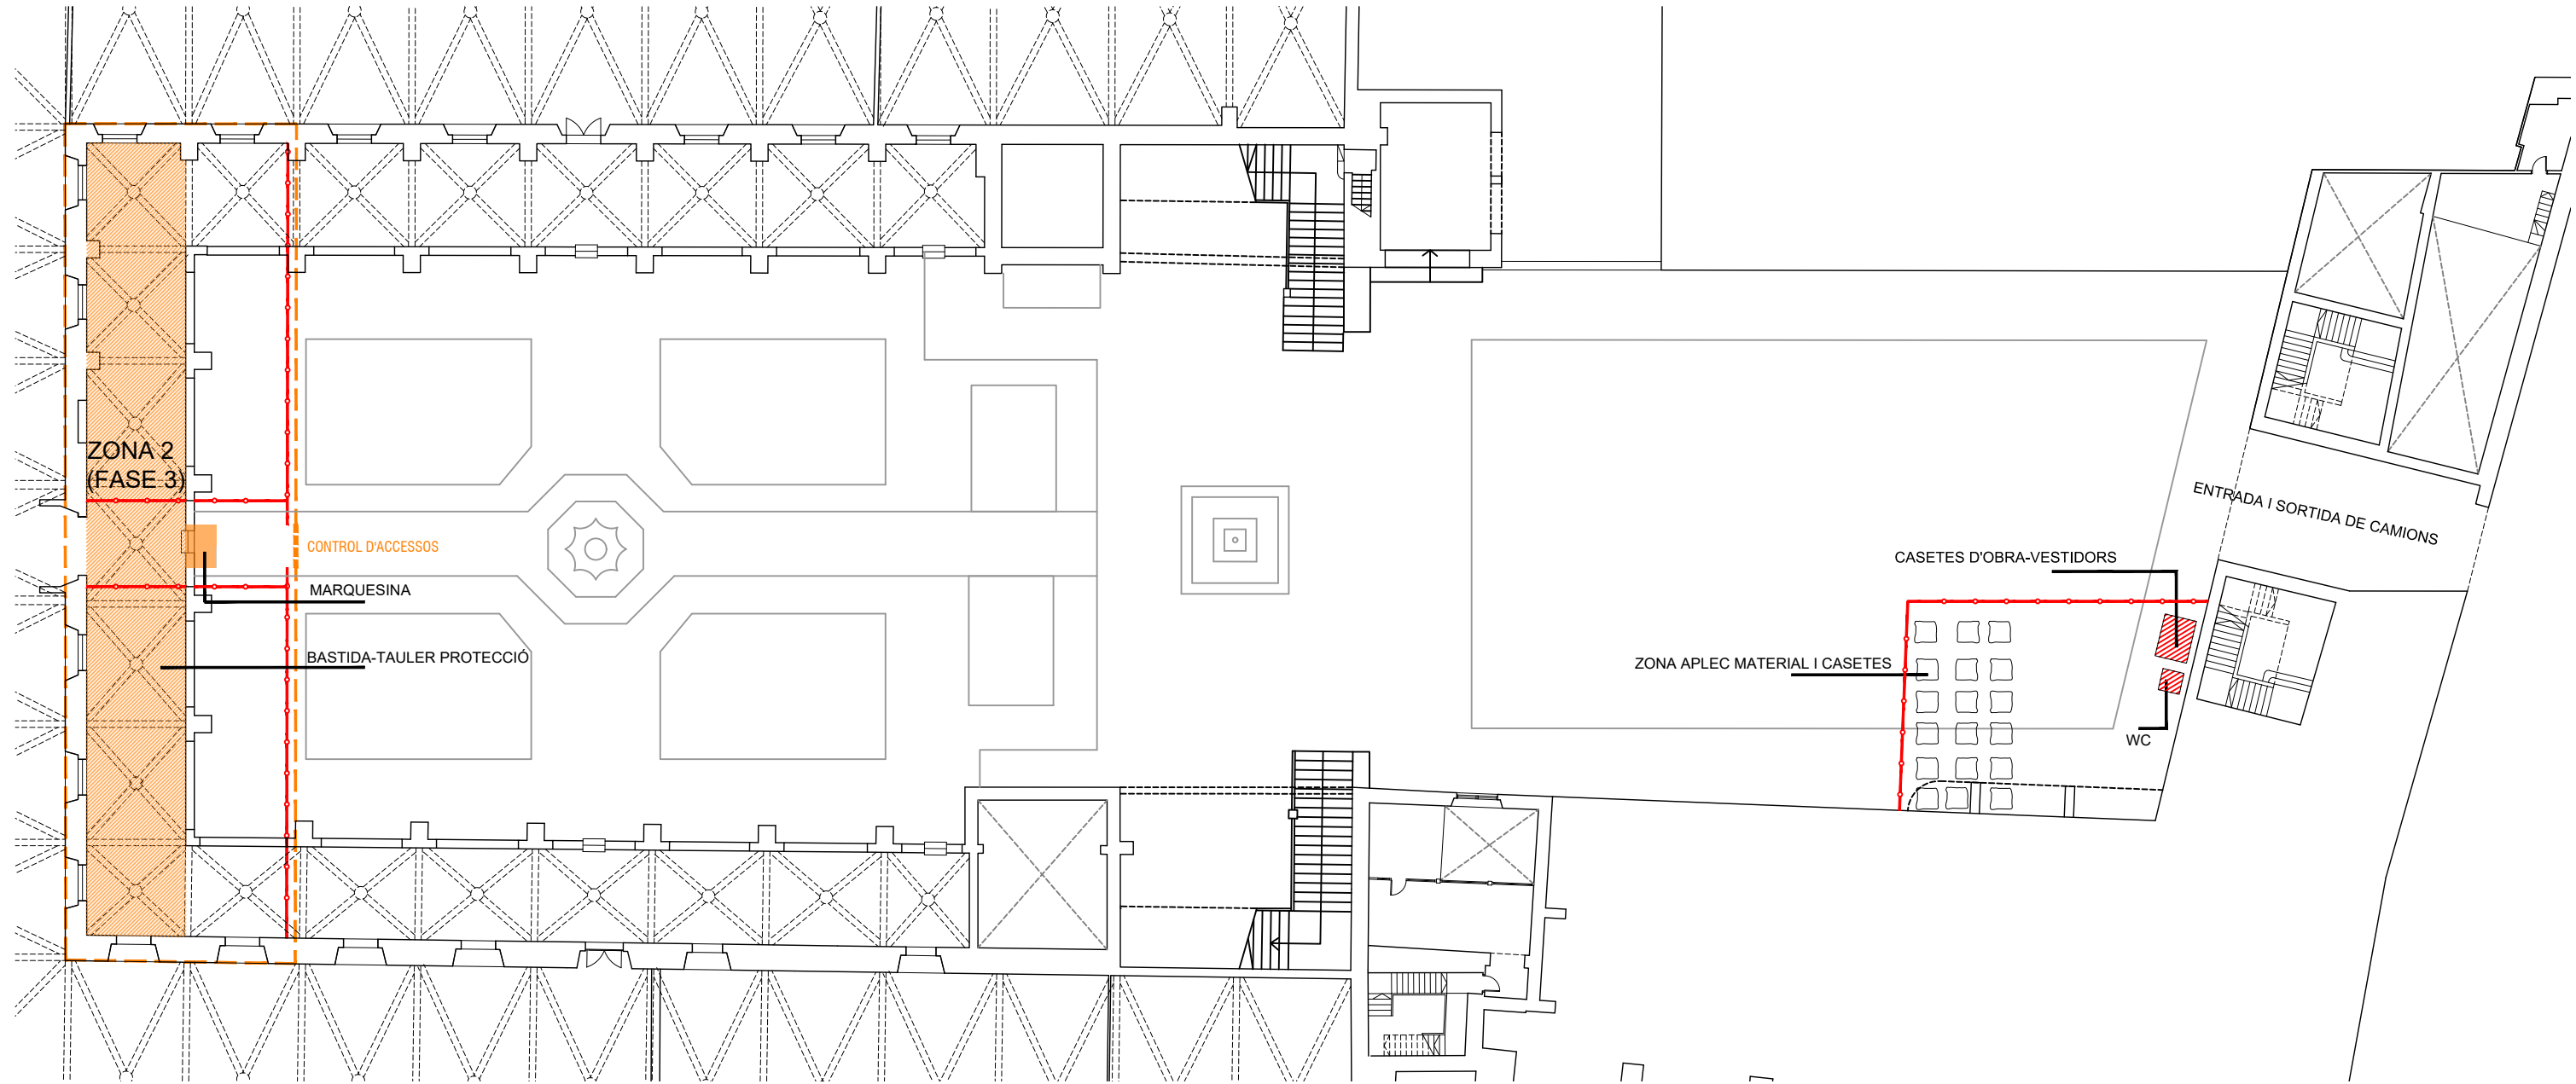 ZONA 2
(FASE 3)
CONTROL D'ACCESSOS
MARQUESINA
BASTIDA-TAULER PROTECCIÓ
ENTRADA I SORTIDA DE CAMIONS
CASETES D'OBRA-VESTIDORS
ZONA APLEC MATERIAL I CASETES
WC